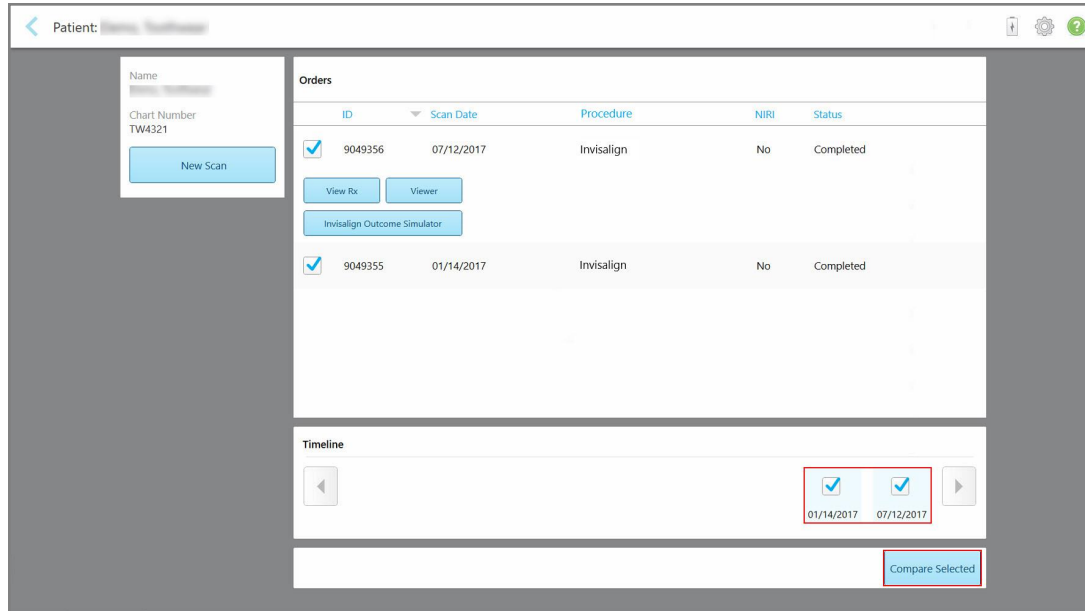 Patient:
Name
Chart Number
TW4321
New Scan
Orders
ID Scan Date Procedure NIRI Status
9049356 07/12/2017 Invisalign No Completed
View Rx Viewer
Invisalign Outcome Simulator
9049355 01/14/2017 Invisalign No Completed
Timeline
01/14/2017 07/12/2017
Compare Selected
?